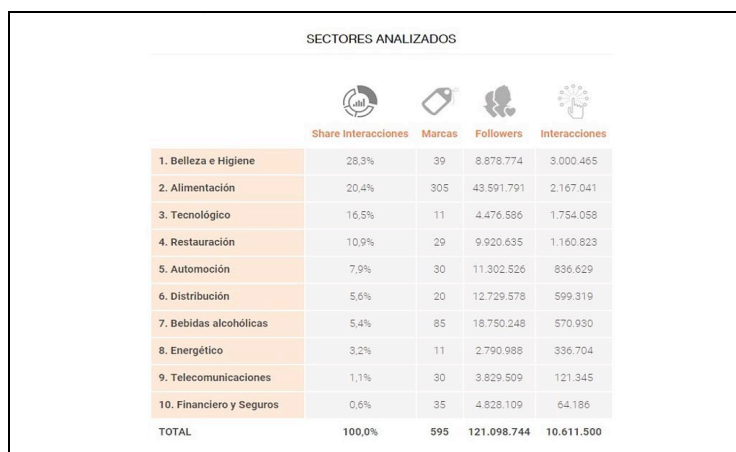 SECTORES ANALIZADOS
Share Interacciones Marcas Followers Interacciones
1. Belleza e Higiene 28,3% 39 8.878.774 3.000.465
2. Alimentación 20,4% 305 43.591.791 2.167.041
3. Tecnológico 16,5% 11 4.476.586 1.754.058
4. Restauración 10,9% 29 9.920.635 1.160.823
5. Automoción 7,9% 30 11.302.526 836.629
6. Distribución 5,6% 20 12.729.578 599.319
7. Bebidas alcohólicas 5,4% 85 18.750.248 570.930
8. Energético 3,2% 11 2.790.988 336.704
9. Telecomunicaciones 1,1% 30 3.829.509 121.345
10. Financiero y Seguros 0,6% 35 4.828.109 64.186
TOTAL 100,0% 595 121.098.744 10.611.500